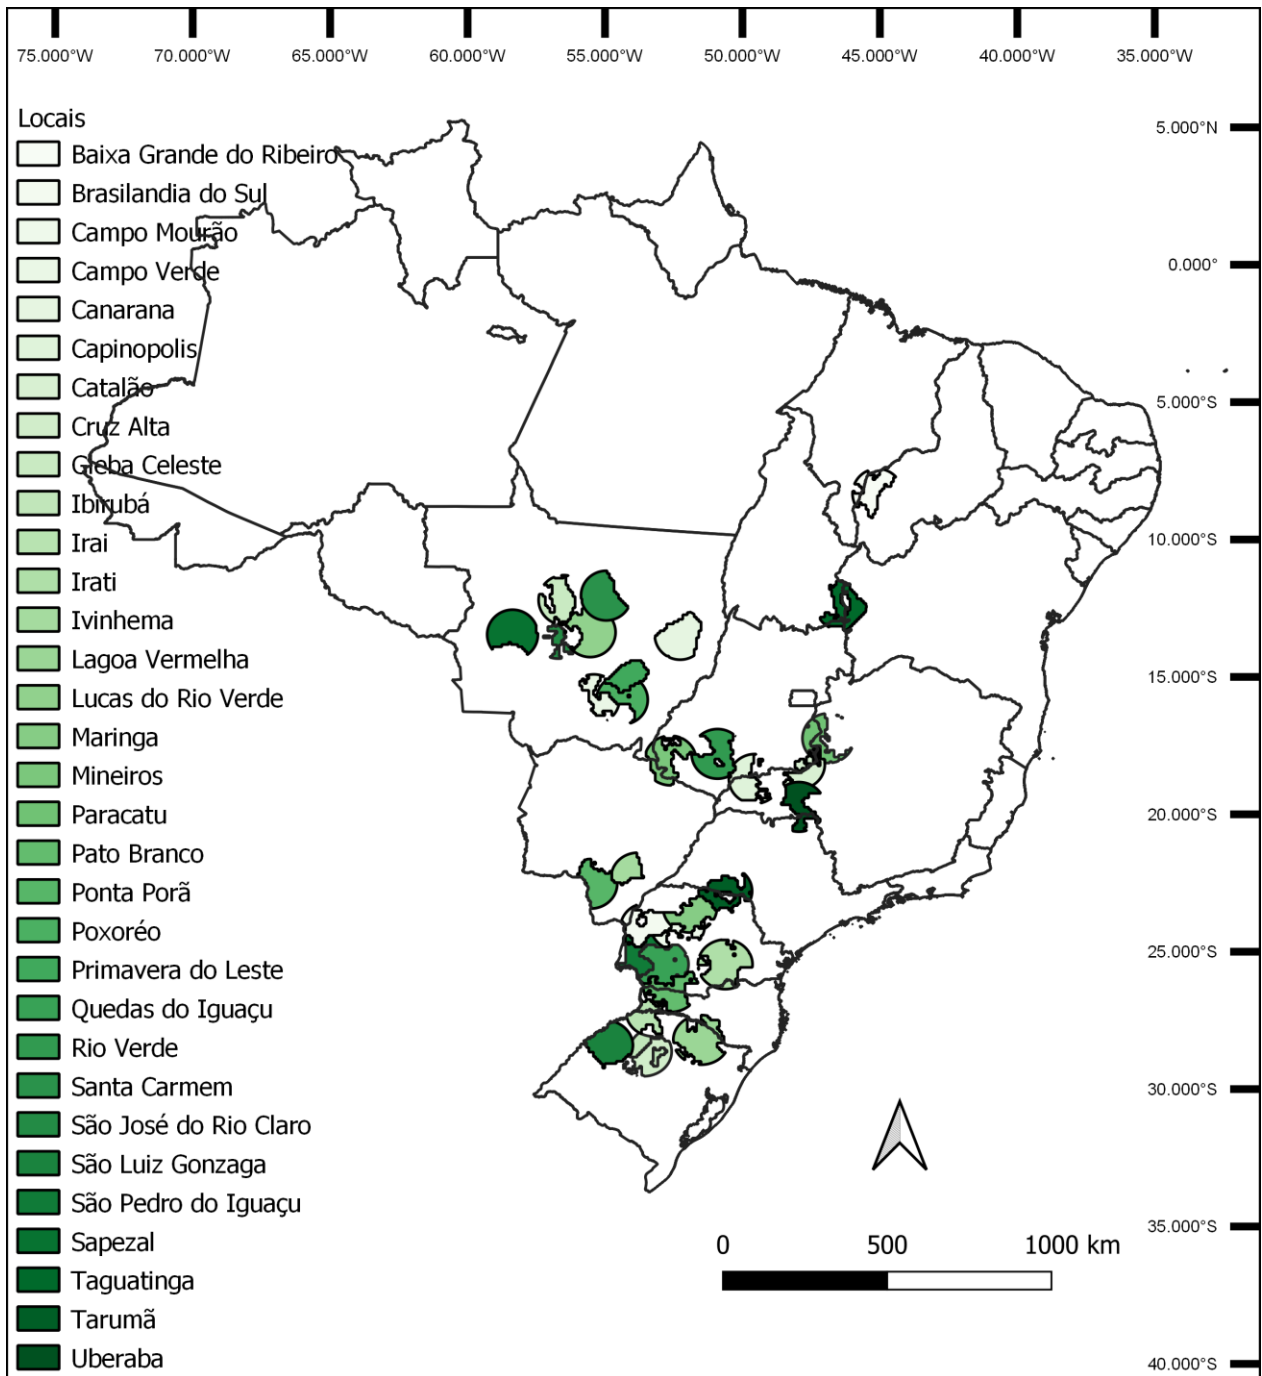 75.000°W 70.000°W 65.000°W 60.000°W 55.000°W 50.000°W 45.000°W 40.000°W 35.000°W
Locais
Baixa Grande do Ribeiro
Brasilandia do Sul
Campo Mourão
Campo Verde
Canarana
Capinopolis
Catalão
Cruz Alta
Gleba Celeste
Ibirubá
Irai
Irati
Ivinhema
Lagoa Vermelha
Lucas do Rio Verde
Maringa
Mineiros
Paracatu
Pato Branco
Ponta Porã
Poxoréo
Primavera do Leste
Quedas do Iguaçu
Rio Verde
Santa Carmem
São José do Rio Claro
São Luiz Gonzaga
São Pedro do Iguaçu
Sapezal
Taguatinga
Tarumã
Uberaba
5.000°N
0.000°
5.000°S
10.000°S
15.000°S
20.000°S
25.000°S
30.000°S
35.000°S
40.000°S
0 500 1000 km